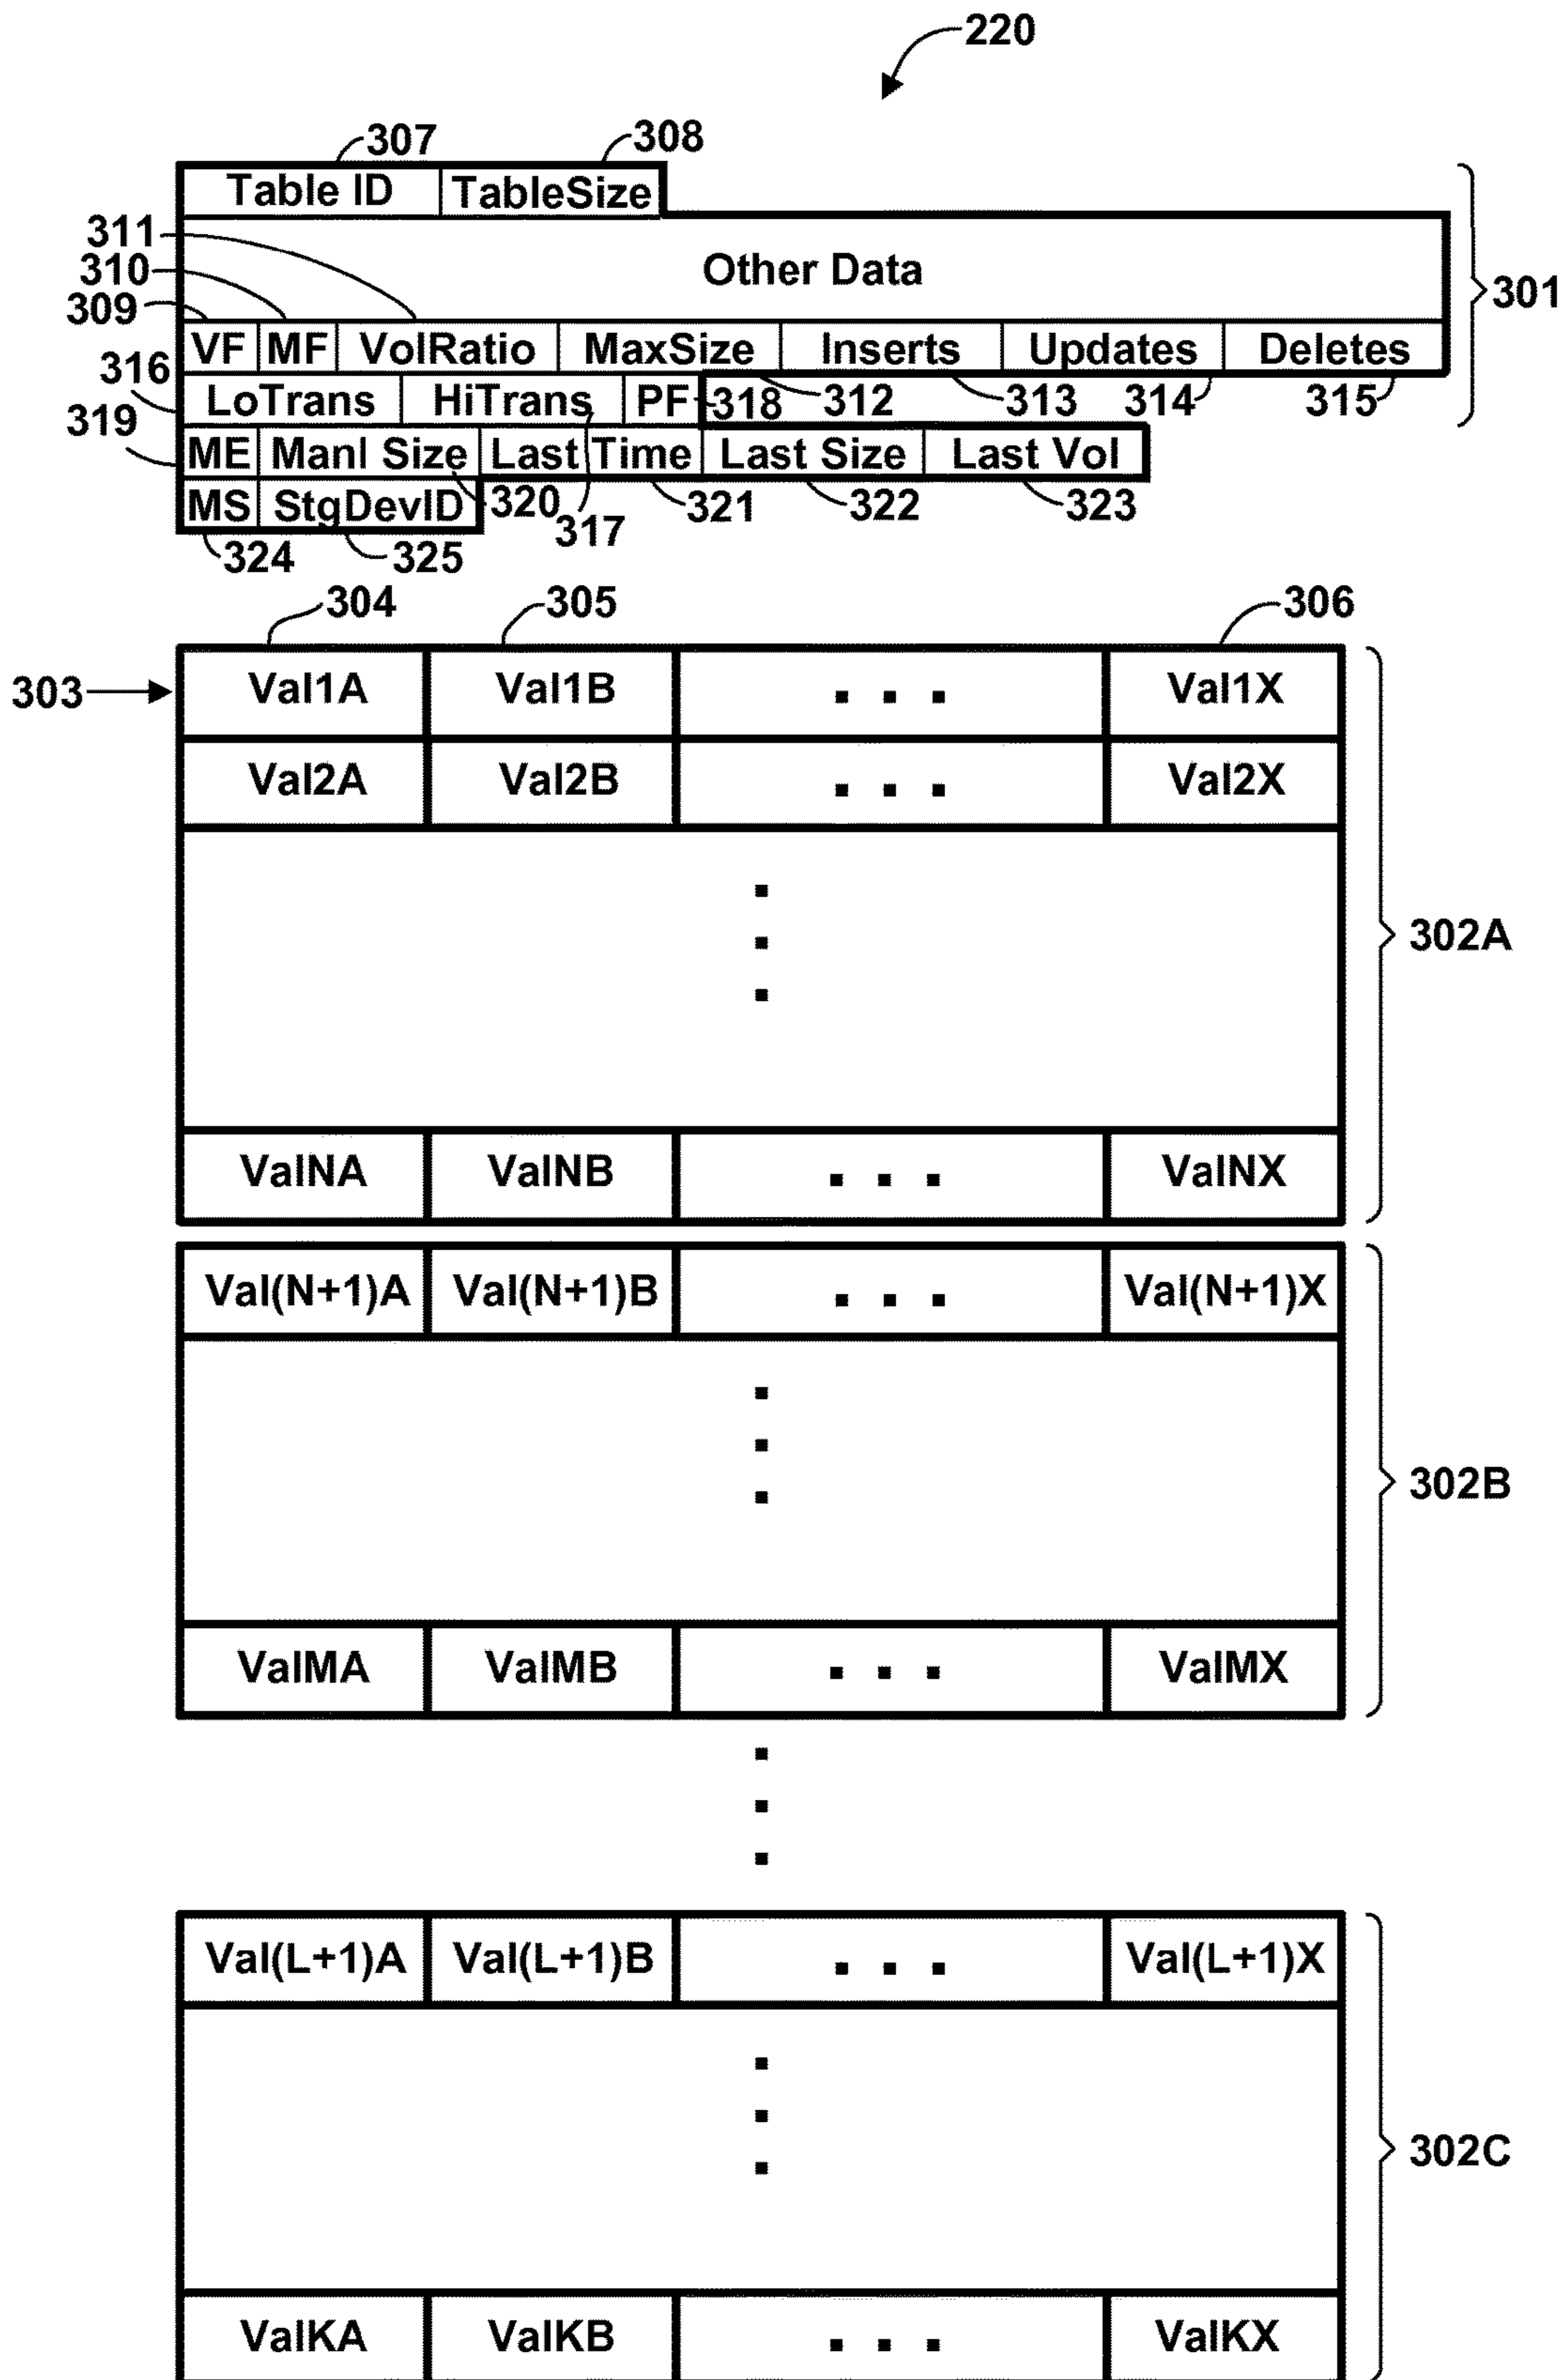 220
307 308
Table ID TableSize
311
310 Other Data 301
309
VF MF VolRatio MaxSize Inserts Updates Deletes
316
LoTrans HiTrans PF 318 312 313 314 315
319
ME Manl Size Last Time Last Size Last Vol
MS StgDevID 320 317 321 322 323
324 325
304 305 306
303 Val1A Val1B . . . Val1X
Val2A Val2B . . . Val2X
.
. 302A
.
ValNA ValNB . . . ValNX
Val(N+1)A Val(N+1)B . . . Val(N+1)X
.
.
302B
.
ValMA ValMB . . . ValMX
.
.
.
Val(L+1)A Val(L+1)B . . . Val(L+1)X
.
.
302C
.
ValKA ValKB . . . ValKX